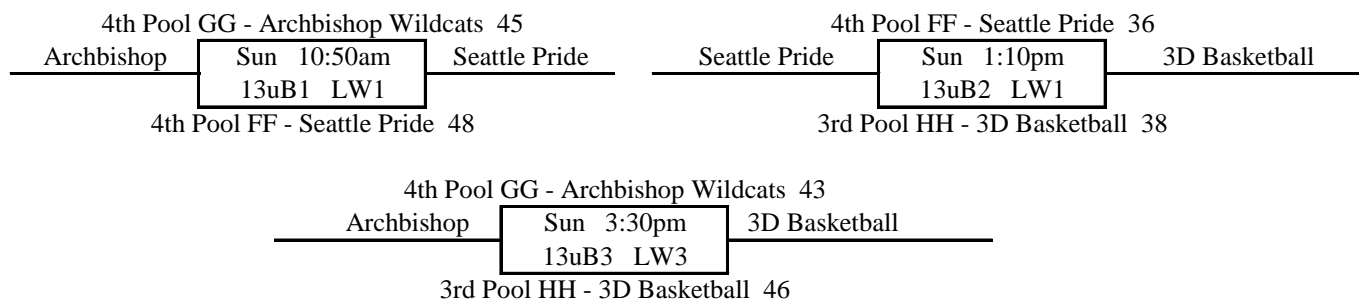 4th Pool GG - Archbishop Wildcats 45
Archbishop Sun 10:50am Seattle Pride
13uB1 LW1
4th Pool FF - Seattle Pride 48
4th Pool FF - Seattle Pride 36
Seattle Pride Sun 1:10pm 3D Basketball
13uB2 LW1
3rd Pool HH - 3D Basketball 38
4th Pool GG - Archbishop Wildcats 43
Archbishop Sun 3:30pm 3D Basketball
13uB3 LW3
3rd Pool HH - 3D Basketball 46